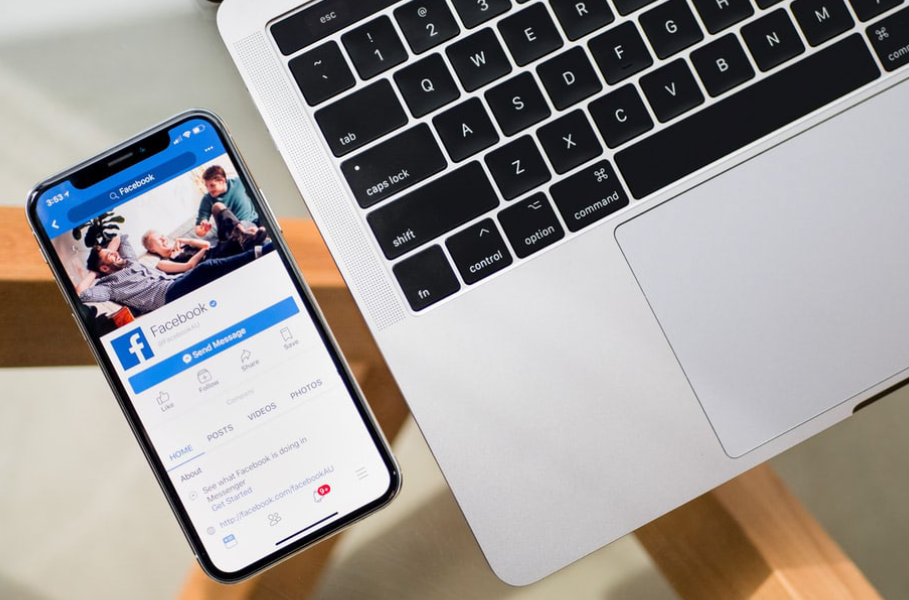 3:53
Facebook
Facebook
@FacebookAU
Send Message
Like
Follow
Share
Save
Company
HOME
POSTS
VIDEOS
PHOTOS
About
See what Facebook is doing in
Messenger
Get Started
http://facebook.com/facebookAU
9+
esc
@
2
3
!
1
~
`
Q
W
E
R
tab
A
S
D
F
G
H
caps lock
Z
X
C
V
B
N
M
shift
fn
^
control
⌥
option
⌘
command
⌘